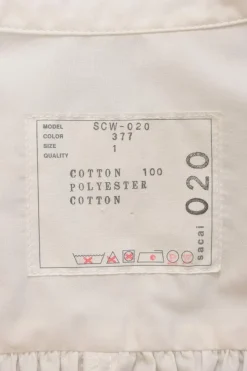 MODEL SCW-020
COLOR 377
SIZE 1
QUALITY
COTTON 100
POLYESTER
COTTON
sacai 020